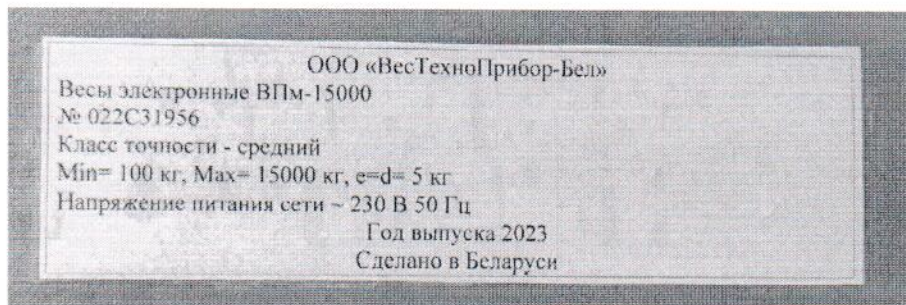 ООО «ВесТехноПрибор-Бел»
Весы электронные ВПм-15000
№ 022С31956
Класс точности - средний
Min= 100 кг, Max= 15000 кг, e=d= 5 кг
Напряжение питания сети ~ 230 В 50 Гц
Год выпуска 2023
Сделано в Беларуси